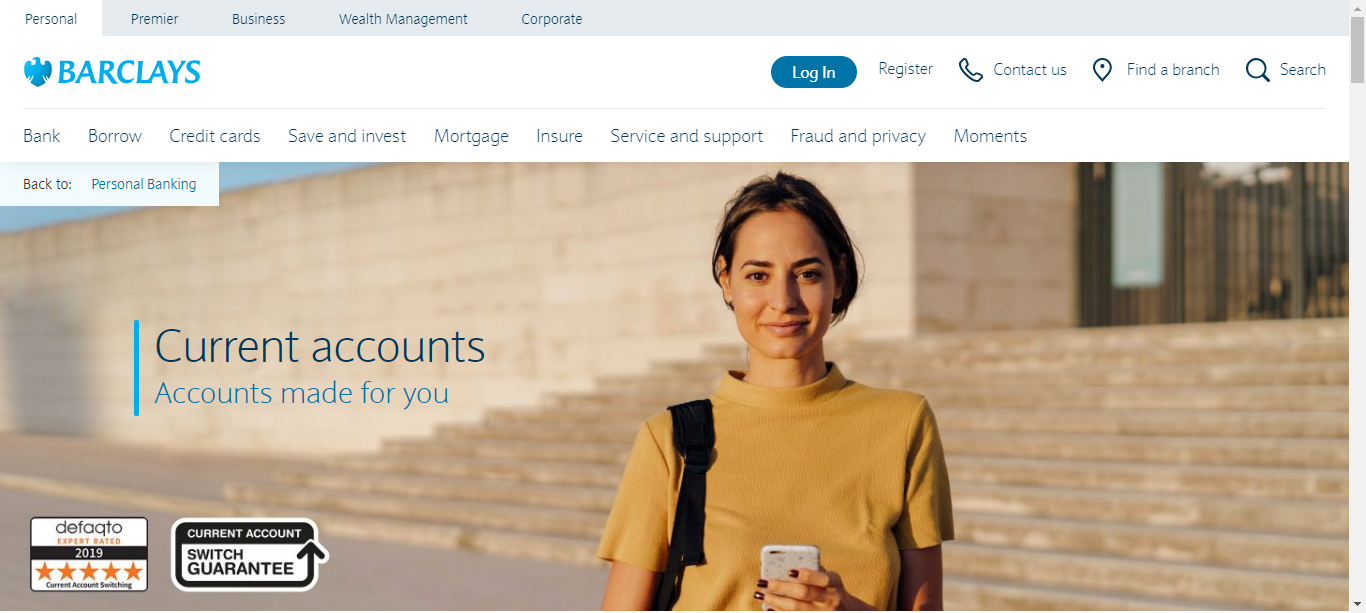 Personal Premier Business Wealth Management Corporate
BARCLAYS
Log In Register Contact us Find a branch Search
Bank Borrow Credit cards Save and invest Mortgage Insure Service and support Fraud and privacy Moments
Back to: Personal Banking
Current accounts
Accounts made for you
defaqto
EXPERT RATED
2019
Current Account Switching
CURRENT ACCOUNT
SWITCH
GUARANTEE